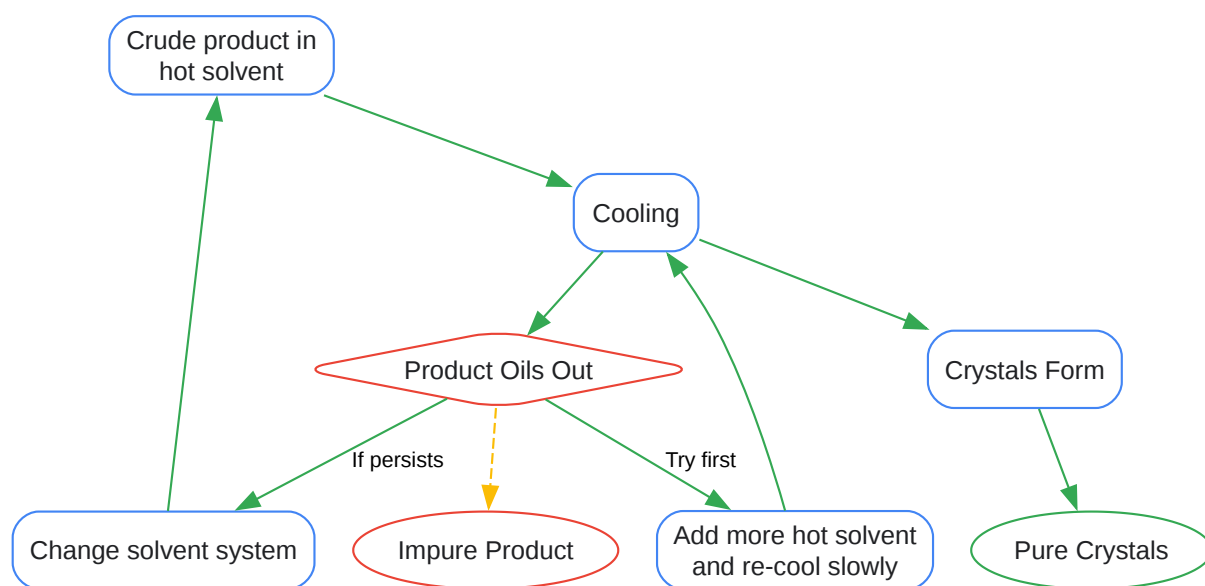 Crude product in
hot solvent
Cooling
Product Oils Out
Crystals Form
If persists
Try first
Change solvent system
Impure Product
Add more hot solvent
and re-cool slowly
Pure Crystals